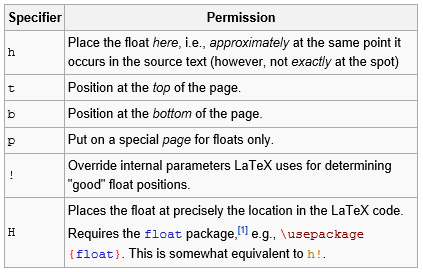 Specifier Permission
h Place the float here, i.e., approximately at the same point it
occurs in the source text (however, not exactly at the spot)
t Position at the top of the page.
b Position at the bottom of the page.
p Put on a special page for floats only.
! Override internal parameters LaTeX uses for determining
"good" float positions.
H Places the float at precisely the location in the LaTeX code.
Requires the float package,[1] e.g., \usepackage
{float}. This is somewhat equivalent to h!.